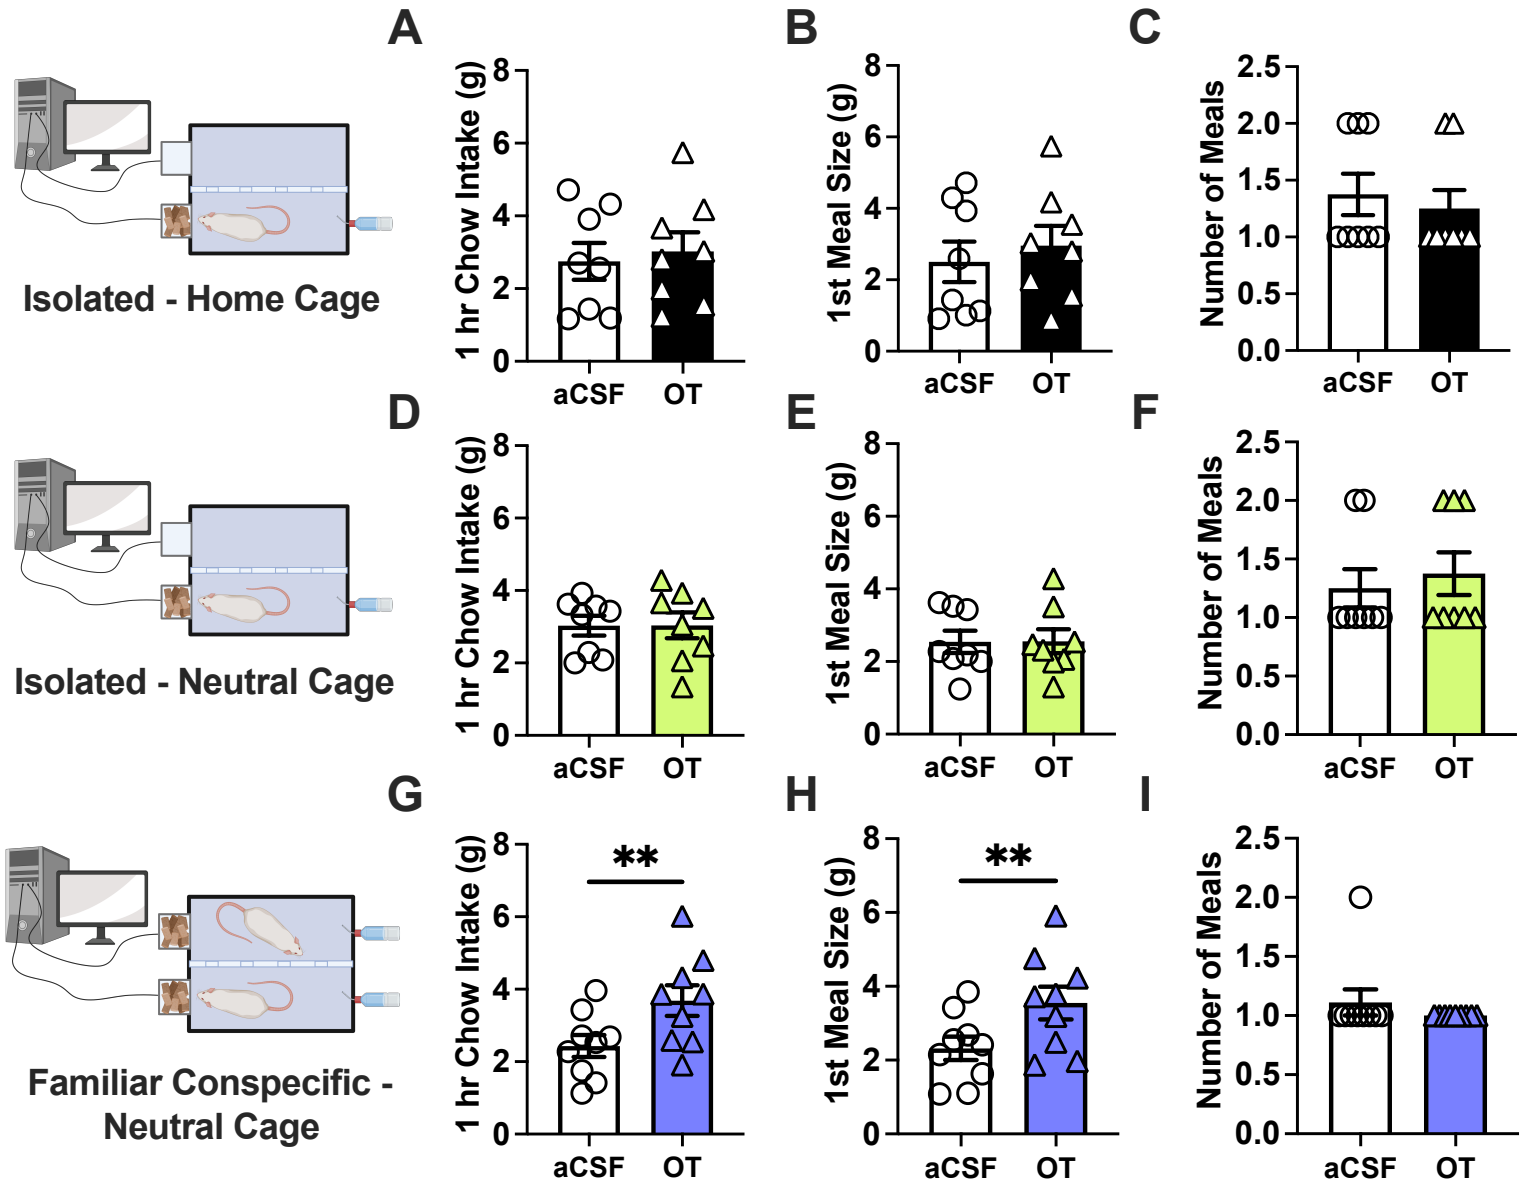 A
B
C
8
6
4
2
0
1 hr Chow Intake (g)
aCSF
OT
8
6
4
2
0
1st Meal Size (g)
aCSF
OT
2.5
2.0
1.5
1.0
0.5
0.0
Number of Meals
aCSF
OT
Isolated - Home Cage
D
E
F
8
6
4
2
0
1 hr Chow Intake (g)
aCSF
OT
8
6
4
2
0
1st Meal Size (g)
aCSF
OT
2.5
2.0
1.5
1.0
0.5
0.0
Number of Meals
aCSF
OT
Isolated - Neutral Cage
G
H
I
8
6
4
2
0
1 hr Chow Intake (g)
**
aCSF
OT
8
6
4
2
0
1st Meal Size (g)
**
aCSF
OT
2.5
2.0
1.5
1.0
0.5
0.0
Number of Meals
aCSF
OT
Familiar Conspecific -
Neutral Cage